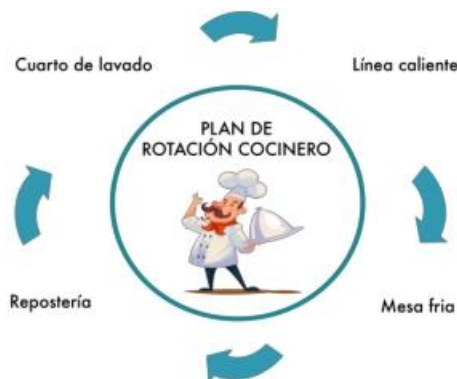 Cuarto de lavado
Línea caliente
PLAN DE
ROTACIÓN COCINERO
Repostería
Mesa fria